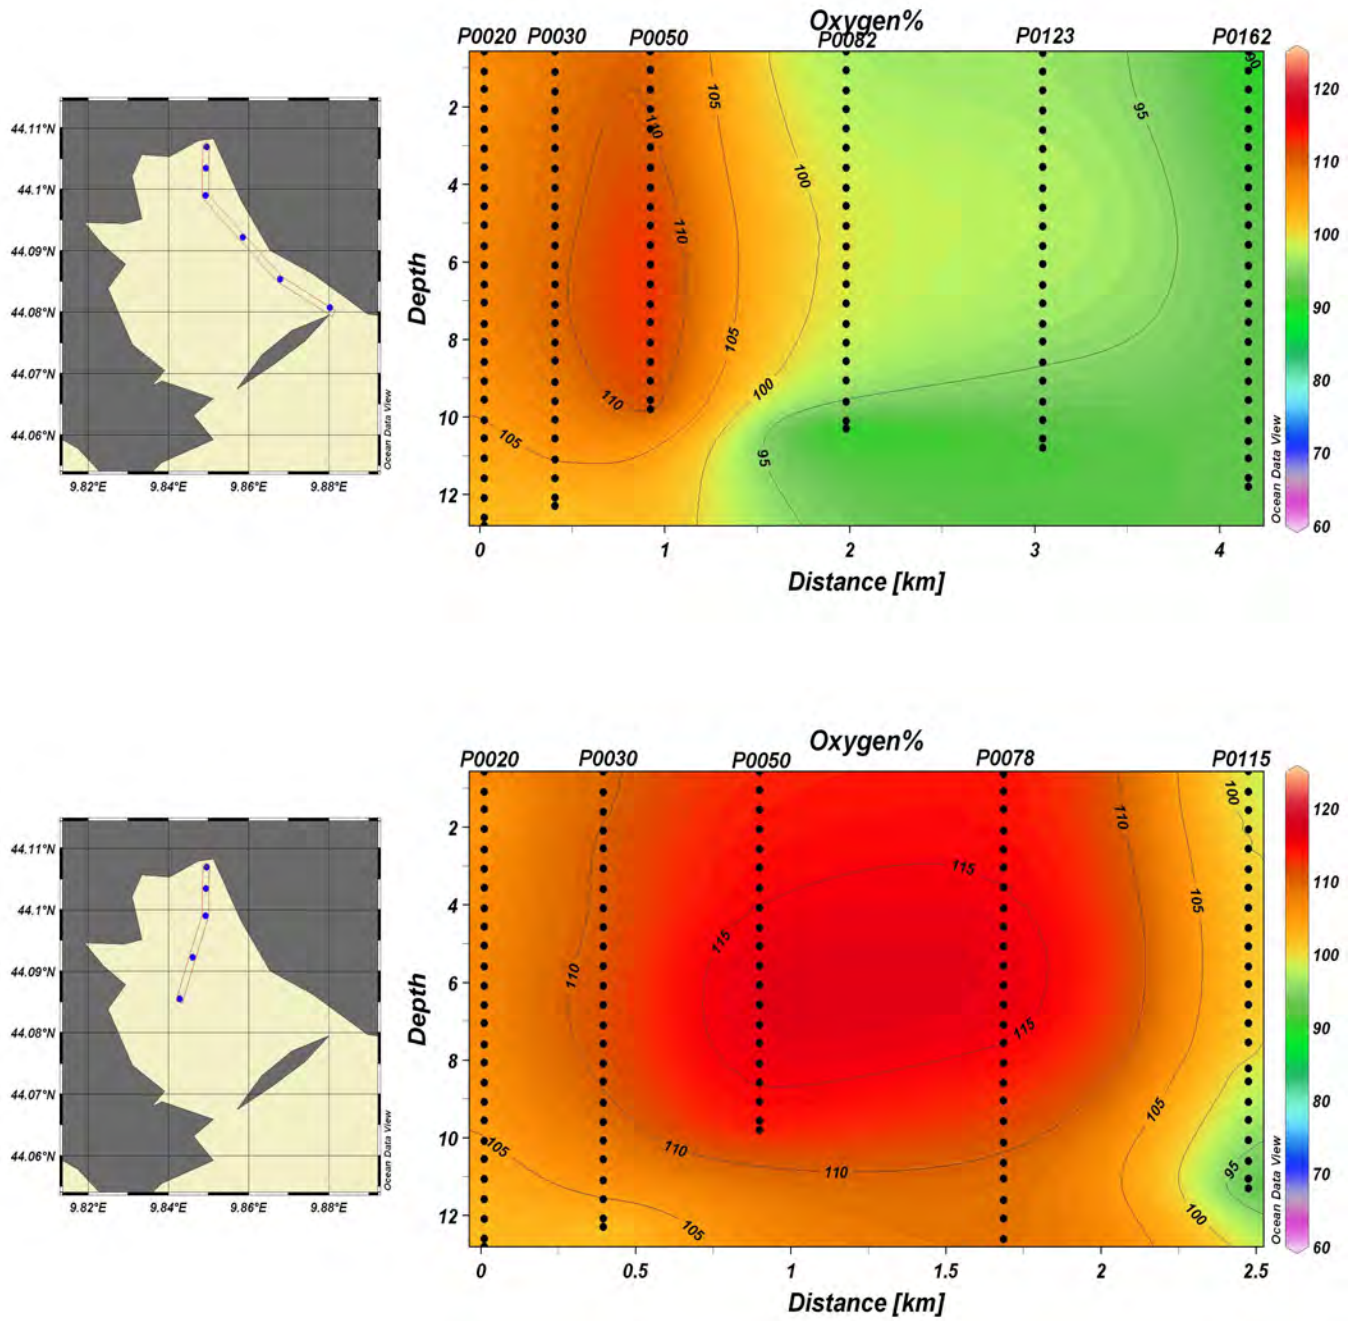 Oxygen%
P0020 P0030 P0050 P0082 P0123 P0162
44.11°N
44.1°N
44.09°N
44.08°N
44.07°N
44.06°N
9.82°E 9.84°E 9.86°E 9.88°E
Ocean Data View
Depth
2
4
6
8
10
12
0 1 2 3 4
Distance [km]
105
110
110
100
95
90
105
100
110
105
95
Ocean Data View
120
110
100
90
80
70
60
Oxygen%
P0020 P0030 P0050 P0078 P0115
44.11°N
44.1°N
44.09°N
44.08°N
44.07°N
44.06°N
9.82°E 9.84°E 9.86°E 9.88°E
Ocean Data View
Depth
2
4
6
8
10
12
0 0.5 1 1.5 2 2.5
Distance [km]
100
110
115
105
115
110
115
105
105
110
110
95
100
105
Ocean Data View
120
110
100
90
80
70
60